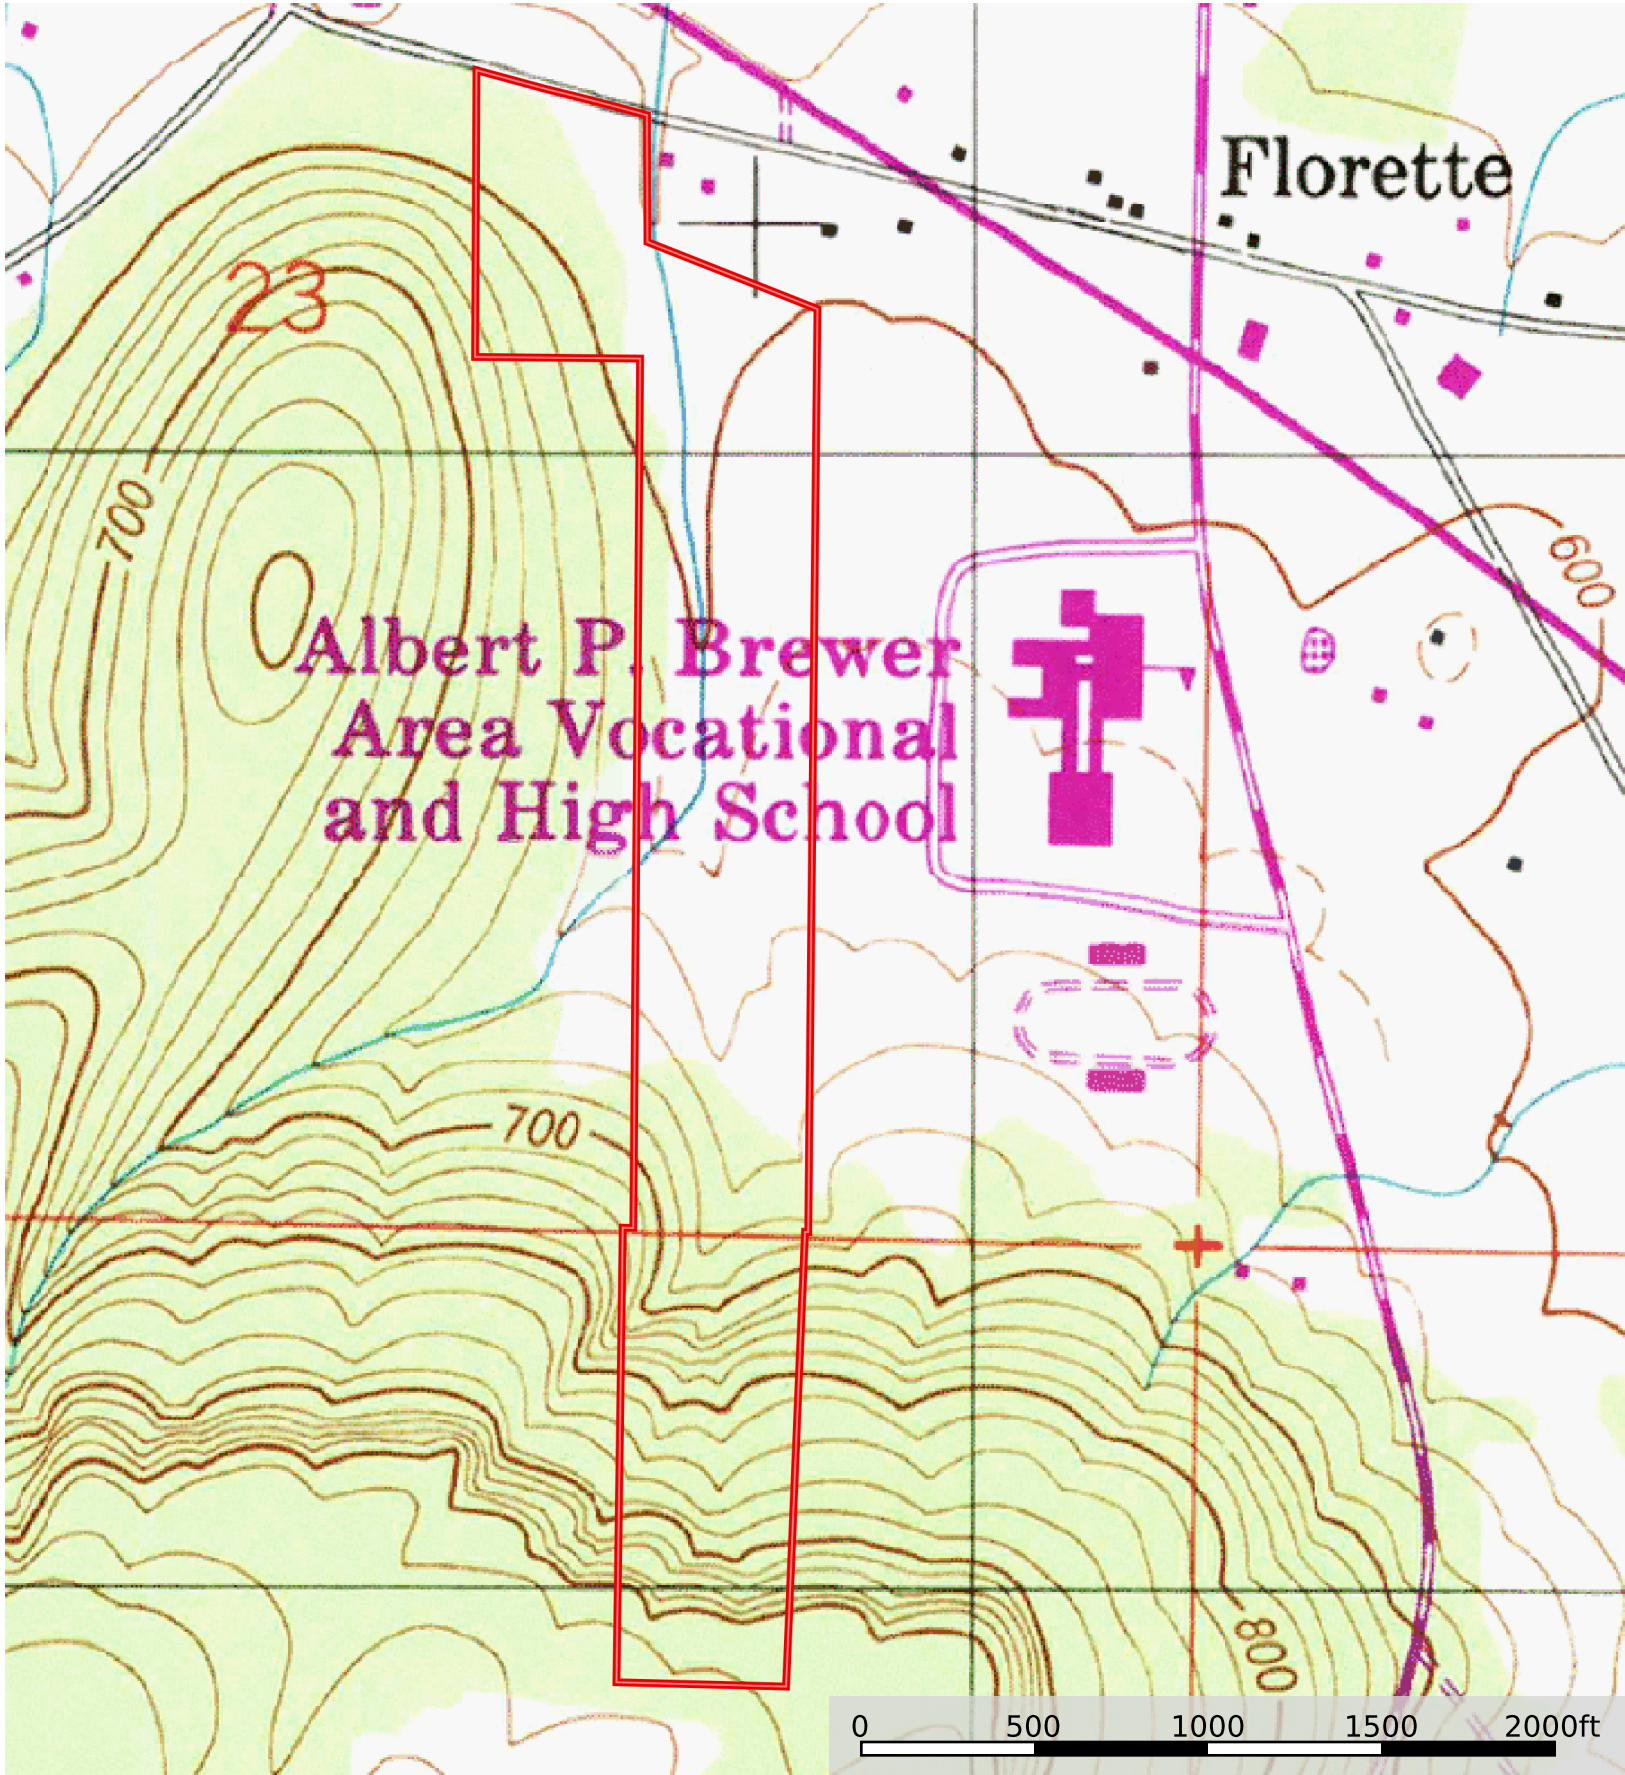 Florette
23
700
600
Albert P. Brewer
Area Vocational
and High School
700
800
0 500 1000 1500 2000ft